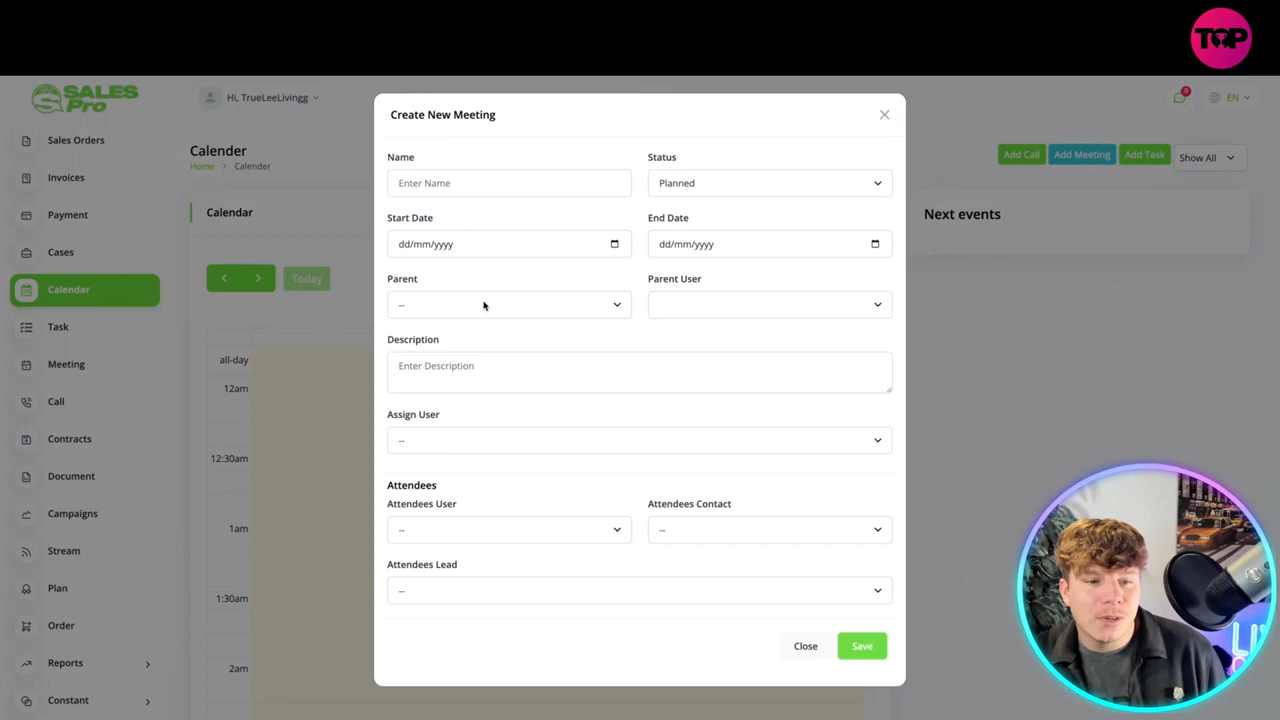 TOP
SALES
Pro
Hi, TrueLeeLivingg
0
EN
Sales Orders
Invoices
Payment
Cases
Calendar
Task
Meeting
Call
Contracts
Document
Campaigns
Stream
Plan
Order
Reports
Constant
Calender
Home > Calender
Add Call
Add Meeting
Add Task
Show All
Calendar
Today
all-day
12am
12:30am
1am
1:30am
2am
Next events
Create New Meeting
Name
Enter Name
Status
Planned
Start Date
dd/mm/yyyy
End Date
dd/mm/yyyy
Parent
--
Parent User
Description
Enter Description
Assign User
--
Attendees
Attendees User
--
Attendees Contact
--
Attendees Lead
--
Close
Save